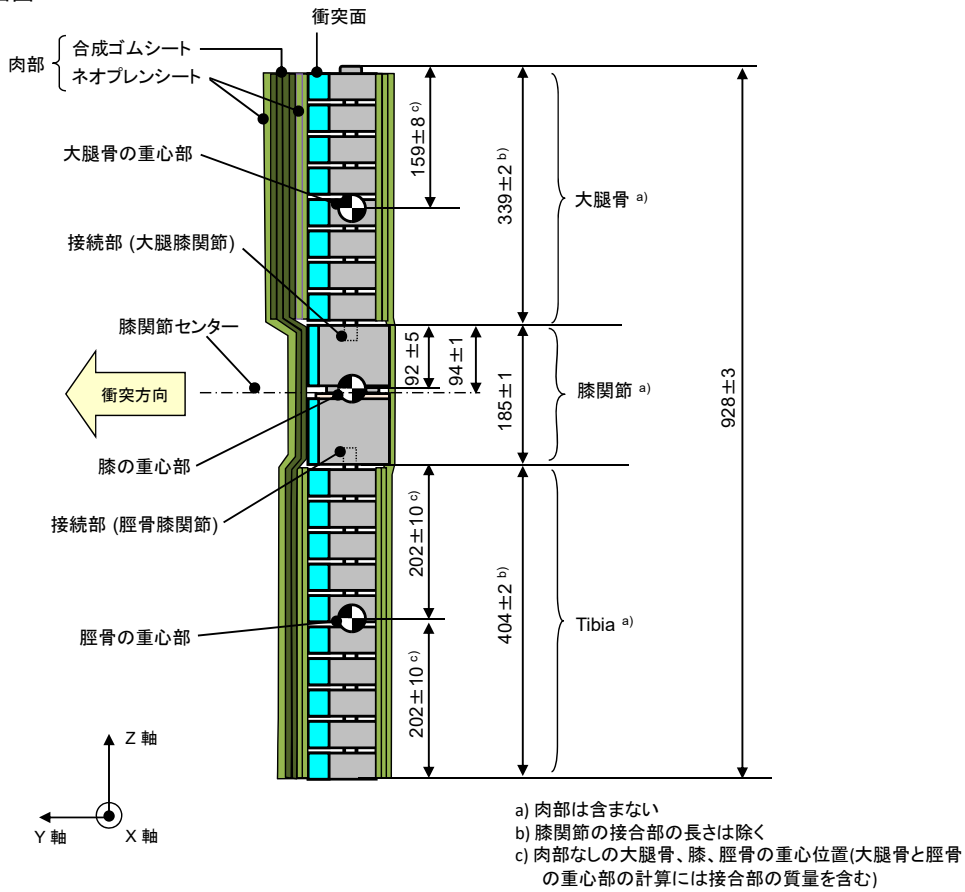 衝突面
肉部
合成ゴムシート
ネオプレンシート
大腿骨の重心部
接続部 (大腿膝関節)
膝関節センター
衝突方向
膝の重心部
接続部 (脛骨膝関節)
脛骨の重心部
159±8 c)
339±2 b)
大腿骨 a)
92 ±5
94±1
185±1
膝関節 a)
928±3
202±10 c)
404±2 b)
Tibia a)
202±10 c)
Z 軸
Y 軸
X 軸
a) 肉部は含まない
b) 膝関節の接合部の長さは除く
c) 肉部なしの大腿骨、膝、脛骨の重心位置(大腿骨と脛骨
の重心部の計算には接合部の質量を含む)